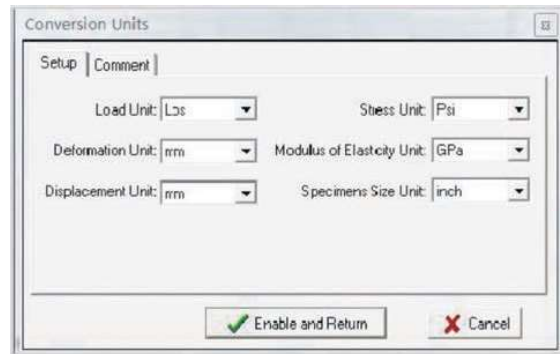 Conversion Units
Setup Comment
Load Unit: Lbs Stress Unit: Psi
Deformation Unit: mm Modulus of Elasticity Unit: GPa
Displacement Unit: mm Specimens Size Unit: inch
Enable and Return Cancel